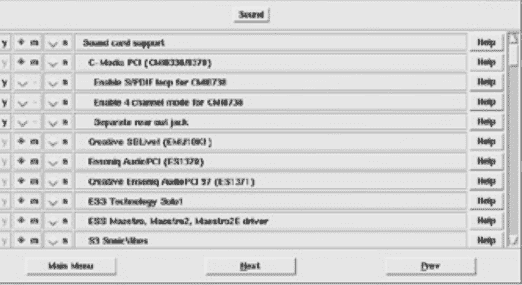 Sound
y m n Sound card support Help
y m n C-Media PCI (CMI8338/8378) Help
y - - Enable S/PDIF loop for CMI8738 Help
y - - Enable 4 channel mode for CMI8738 Help
y - - Separate rear out jack Help
y m n Creative SBLive! (EMU10K1) Help
y m n Ensoniq AudioPCI (ES1370) Help
y m n Creative Ensoniq AudioPCI 97 (ES1371) Help
y m n ESS Technology Solo1 Help
y m n ESS Maestro, Maestro2, Maestro2E driver Help
y m n S3 SonicVibes Help
Main Menu Next Prev